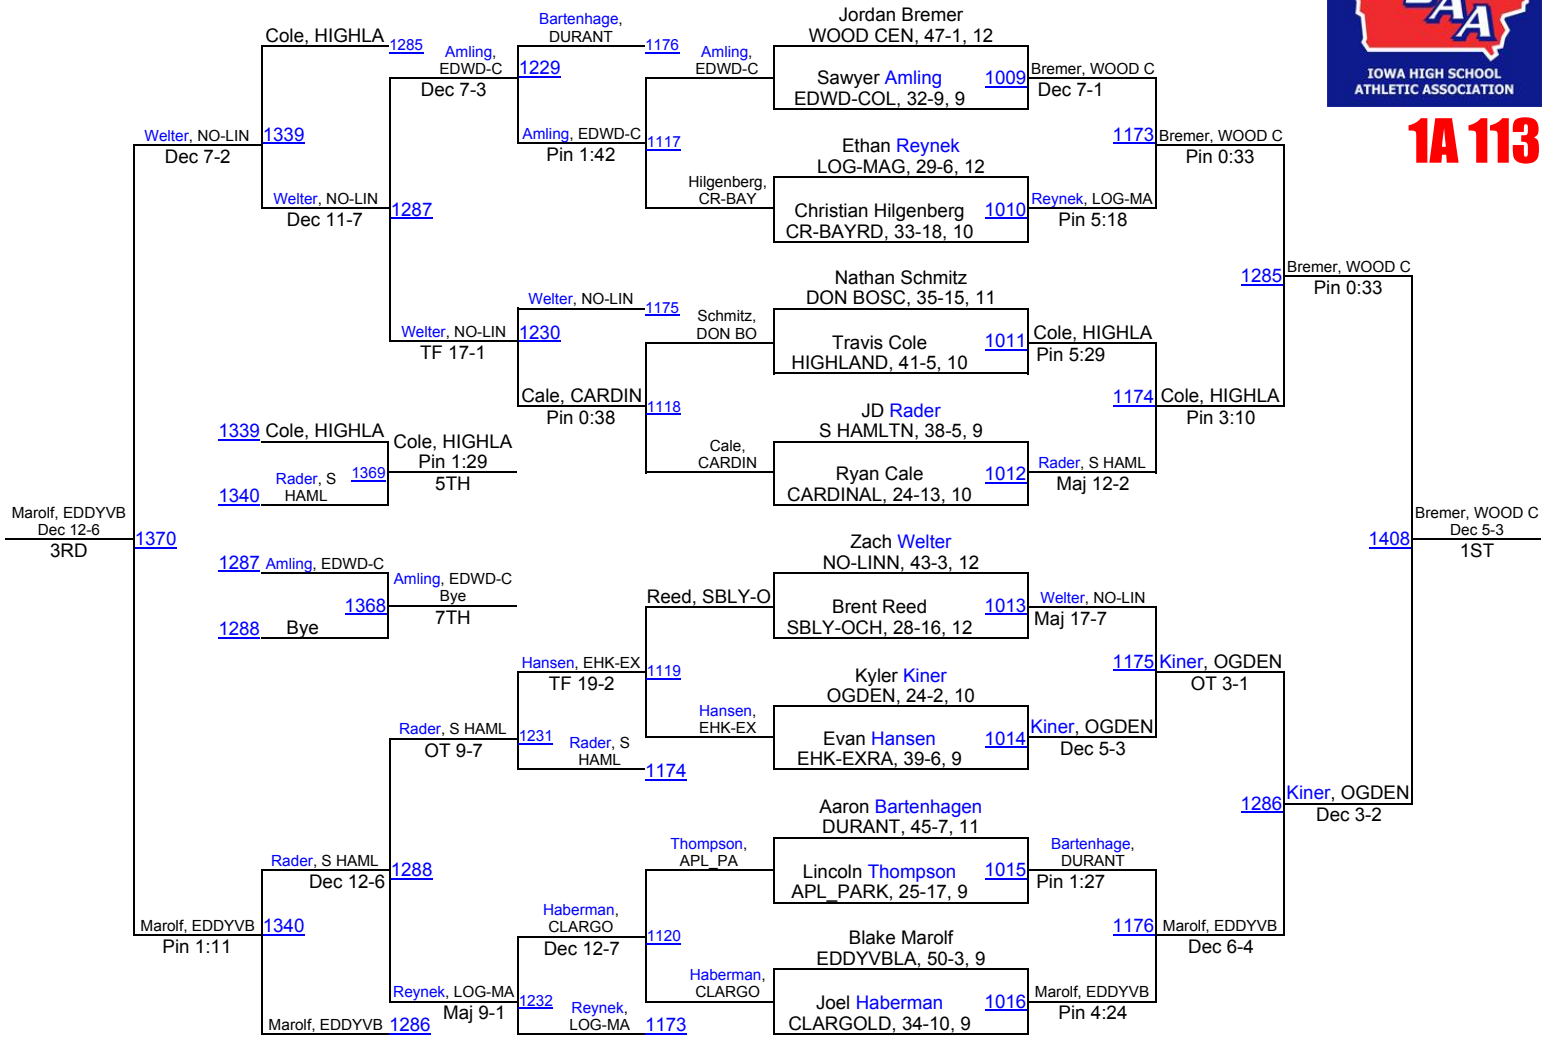 IOWA HIGH SCHOOL
ATHLETIC ASSOCIATION
1A 113
Jordan Bremer
WOOD CEN, 47-1, 12
Sawyer Amling
EDWD-COL, 32-9, 9
1009
Ethan Reynek
LOG-MAG, 29-6, 12
Christian Hilgenberg
CR-BAYRD, 33-18, 10
1010
Nathan Schmitz
DON BOSC, 35-15, 11
Travis Cole
HIGHLAND, 41-5, 10
1011
JD Rader
S HAMLTN, 38-5, 9
Ryan Cale
CARDINAL, 24-13, 10
1012
Zach Welter
NO-LINN, 43-3, 12
Brent Reed
SBLY-OCH, 28-16, 12
1013
Kyler Kiner
OGDEN, 24-2, 10
Evan Hansen
EHK-EXRA, 39-6, 9
1014
Aaron Bartenhagen
DURANT, 45-7, 11
Lincoln Thompson
APL_PARK, 25-17, 9
1015
Blake Marolf
EDDYVBLA, 50-3, 9
Joel Haberman
CLARGOLD, 34-10, 9
1016
Bremer, WOOD C
Dec 7-1
1173
Reynek, LOG-MA
Pin 5:18
Cole, HIGHLA
Pin 5:29
1174
Rader, S HAML
Maj 12-2
Welter, NO-LIN
Maj 17-7
1175
Kiner, OGDEN
Dec 5-3
Bartenhage,
DURANT
Pin 1:27
1176
Marolf, EDDYVB
Pin 4:24
Bremer, WOOD C
Pin 0:33
1285
Cole, HIGHLA
Pin 3:10
Kiner, OGDEN
OT 3-1
1286
Marolf, EDDYVB
Dec 6-4
Bremer, WOOD C
Pin 0:33
1408
Kiner, OGDEN
Dec 3-2
Bremer, WOOD C
Dec 5-3
1ST
Amling,
EDWD-C
1117
Hilgenberg,
CR-BAY
Schmitz,
DON BO
1118
Cale,
CARDIN
Reed, SBLY-O
1119
Hansen,
EHK-EX
Thompson,
APL_PA
1120
Haberman,
CLARGO
Bartenhage,
DURANT
1176
1229
Amling, EDWD-C
Pin 1:42
Welter, NO-LIN
1175
1230
Cale, CARDIN
Pin 0:38
Hansen, EHK-EX
TF 19-2
1231
Rader, S
HAML
1174
Haberman,
CLARGO
Dec 12-7
1232
Reynek,
LOG-MA
1173
Amling,
EDWD-C
Dec 7-3
1287
Welter, NO-LIN
TF 17-1
Rader, S HAML
OT 9-7
1288
Reynek, LOG-MA
Maj 9-1
Cole, HIGHLA
1285
1339
Welter, NO-LIN
Dec 11-7
Rader, S HAML
Dec 12-6
1340
Marolf, EDDYVB
1286
Welter, NO-LIN
Dec 7-2
1370
Marolf, EDDYVB
Pin 1:11
Marolf, EDDYVB
Dec 12-6
3RD
1339
Cole, HIGHLA
1369
1340
Rader, S
HAML
Cole, HIGHLA
Pin 1:29
5TH
1287
Amling, EDWD-C
1368
1288
Bye
Amling, EDWD-C
Bye
7TH